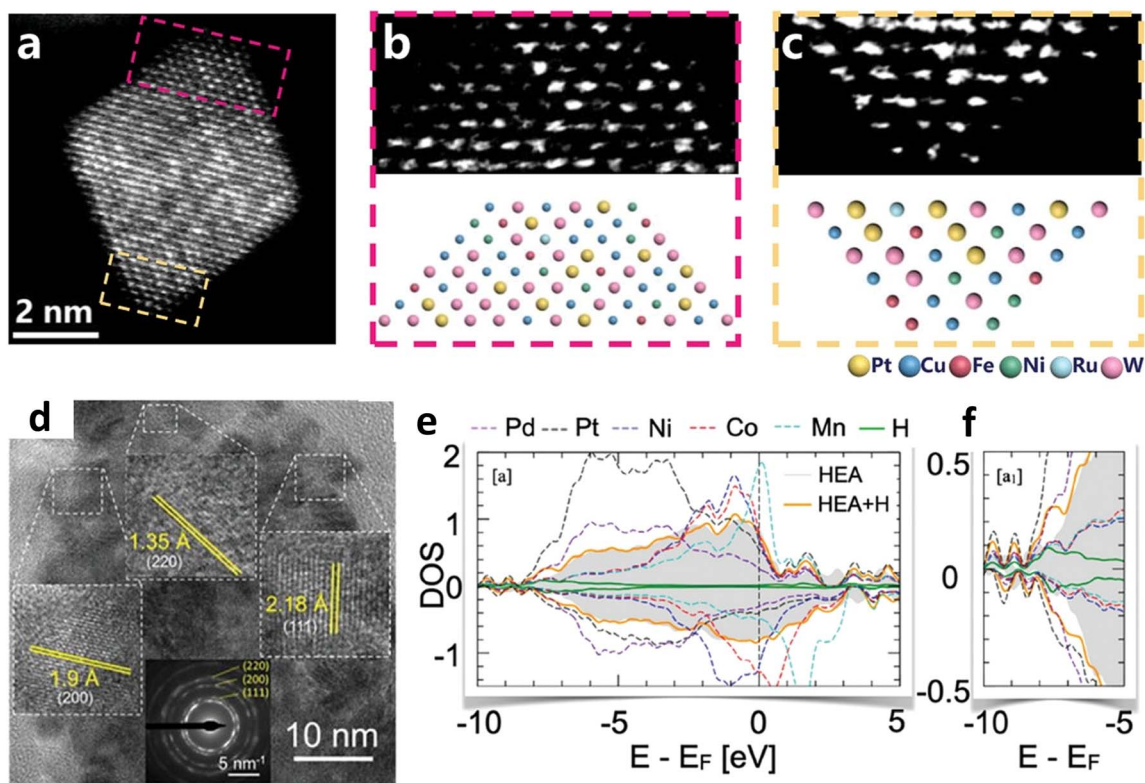 a
2 nm
b
c
Pt Cu Fe Ni Ru W
d
1.35 Å
(220)
2.18 Å
(111)
1.9 Å
(200)
(220)
(200)
(111)
5 nm⁻¹
10 nm
e
Pd Pt Ni Co Mn H
[a]
HEA
HEA+H
DOS
2
1
0
-1
-10 -5 0 5
E - EF [eV]
f
[a₁]
0.5
0
-0.5
-10 -5
E - EF